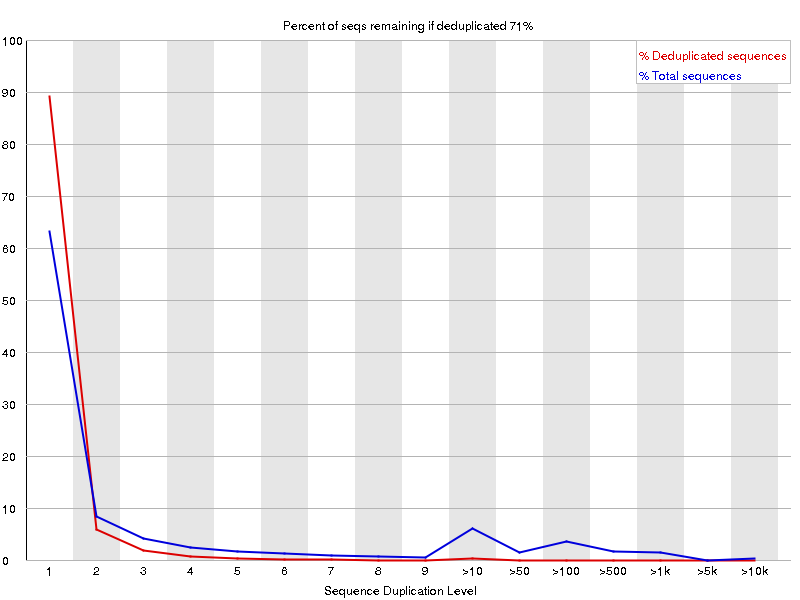 Percent of seqs remaining if deduplicated 71%
% Deduplicated sequences
% Total sequences
100
90
80
70
60
50
40
30
20
10
0
1 2 3 4 5 6 7 8 9 >10 >50 >100 >500 >1k >5k >10k
Sequence Duplication Level